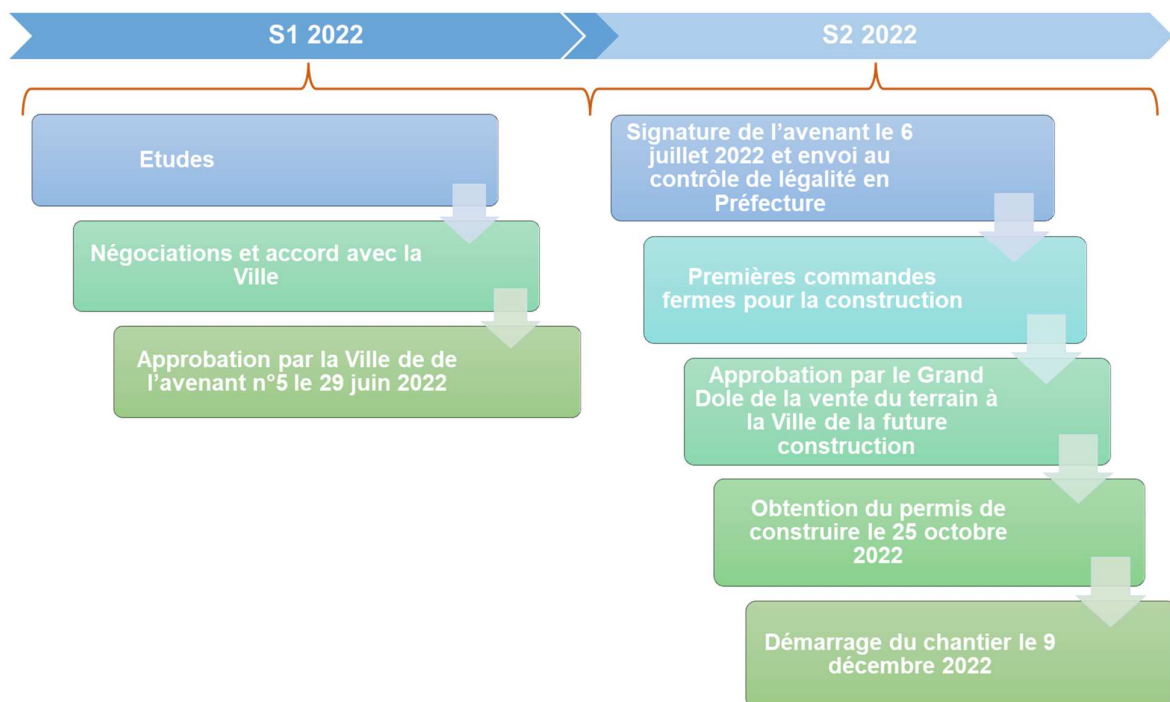 S1 2022
S2 2022
Etudes
Négociations et accord avec la
Ville
Approbation par la Ville de de
l’avenant n°5 le 29 juin 2022
Signature de l’avenant le 6
juillet 2022 et envoi au
contrôle de légalité en
Préfecture
Premières commandes
fermes pour la construction
Approbation par le Grand
Dole de la vente du terrain à
la Ville de la future
construction
Obtention du permis de
construire le 25 octobre
2022
Démarrage du chantier le 9
décembre 2022